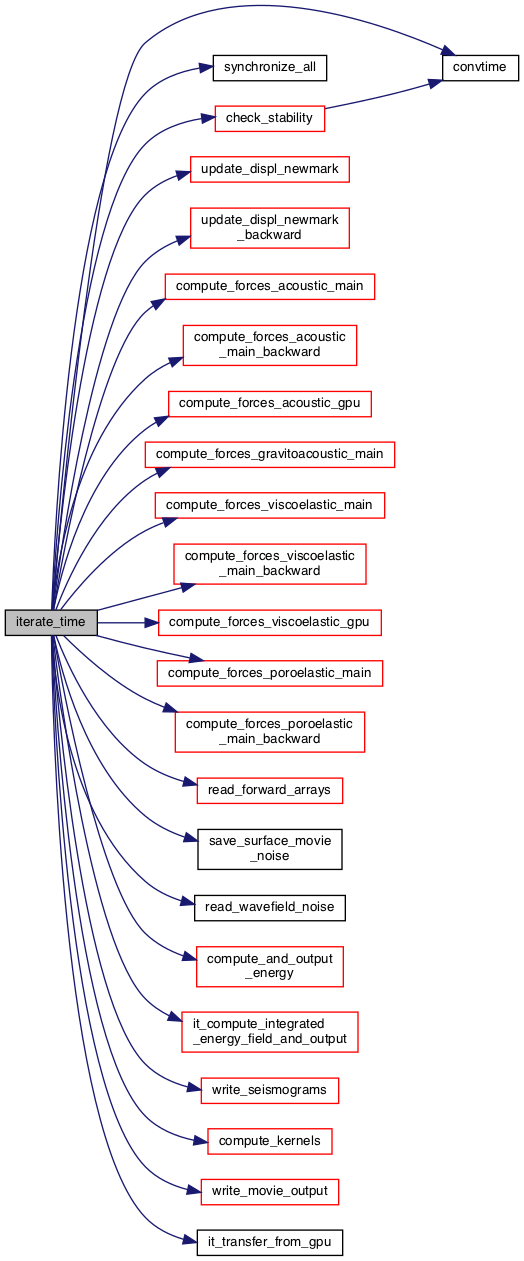 convtime
synchronize_all
check_stability
update_displ_newmark
update_displ_newmark
_backward
compute_forces_acoustic_main
compute_forces_acoustic
_main_backward
compute_forces_acoustic_gpu
compute_forces_gravitoacoustic_main
compute_forces_viscoelastic_main
compute_forces_viscoelastic
_main_backward
iterate_time
compute_forces_viscoelastic_gpu
compute_forces_poroelastic_main
compute_forces_poroelastic
_main_backward
read_forward_arrays
save_surface_movie
_noise
read_wavefield_noise
compute_and_output
_energy
it_compute_integrated
_energy_field_and_output
write_seismograms
compute_kernels
write_movie_output
it_transfer_from_gpu